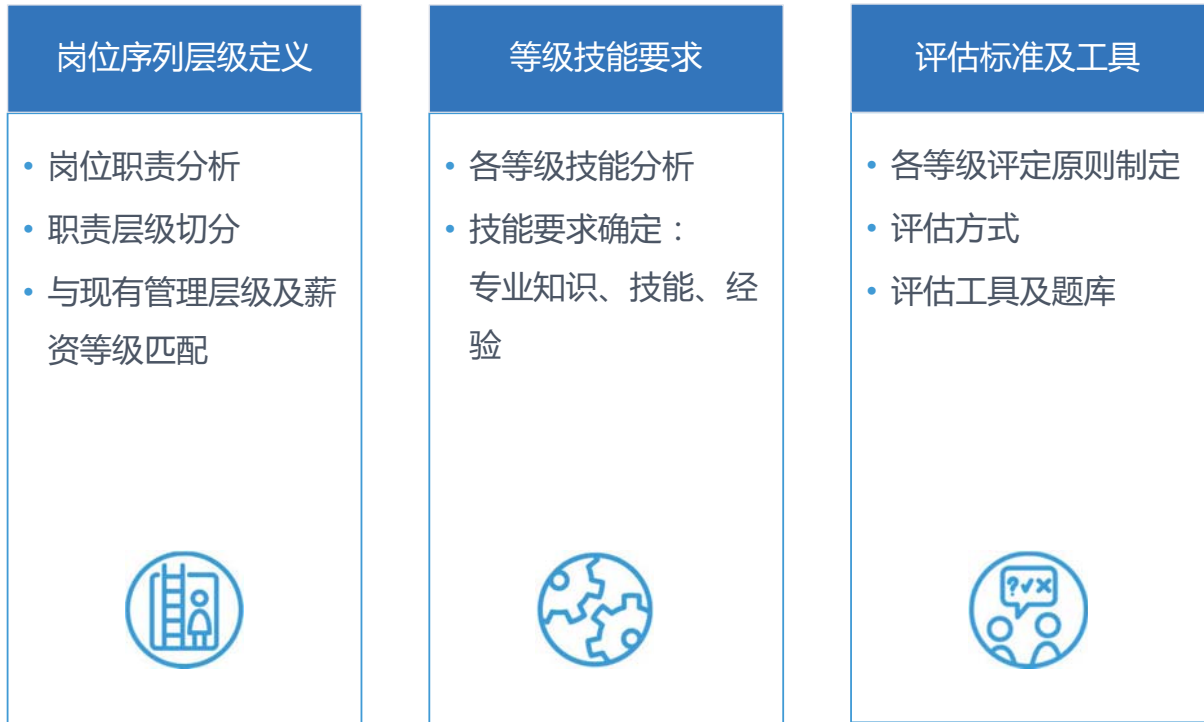 岗位序列层级定义
• 岗位职责分析
• 职责层级切分
• 与现有管理层级及薪
资等级匹配
等级技能要求
• 各等级技能分析
• 技能要求确定：
专业知识、技能、经
验
评估标准及工具
• 各等级评定原则制定
• 评估方式
• 评估工具及题库
?√×